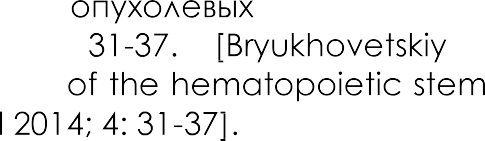 опухолевых
31-37. [Bryukhovetskiy
of the hematopoietic stem
l 2014; 4: 31-37].